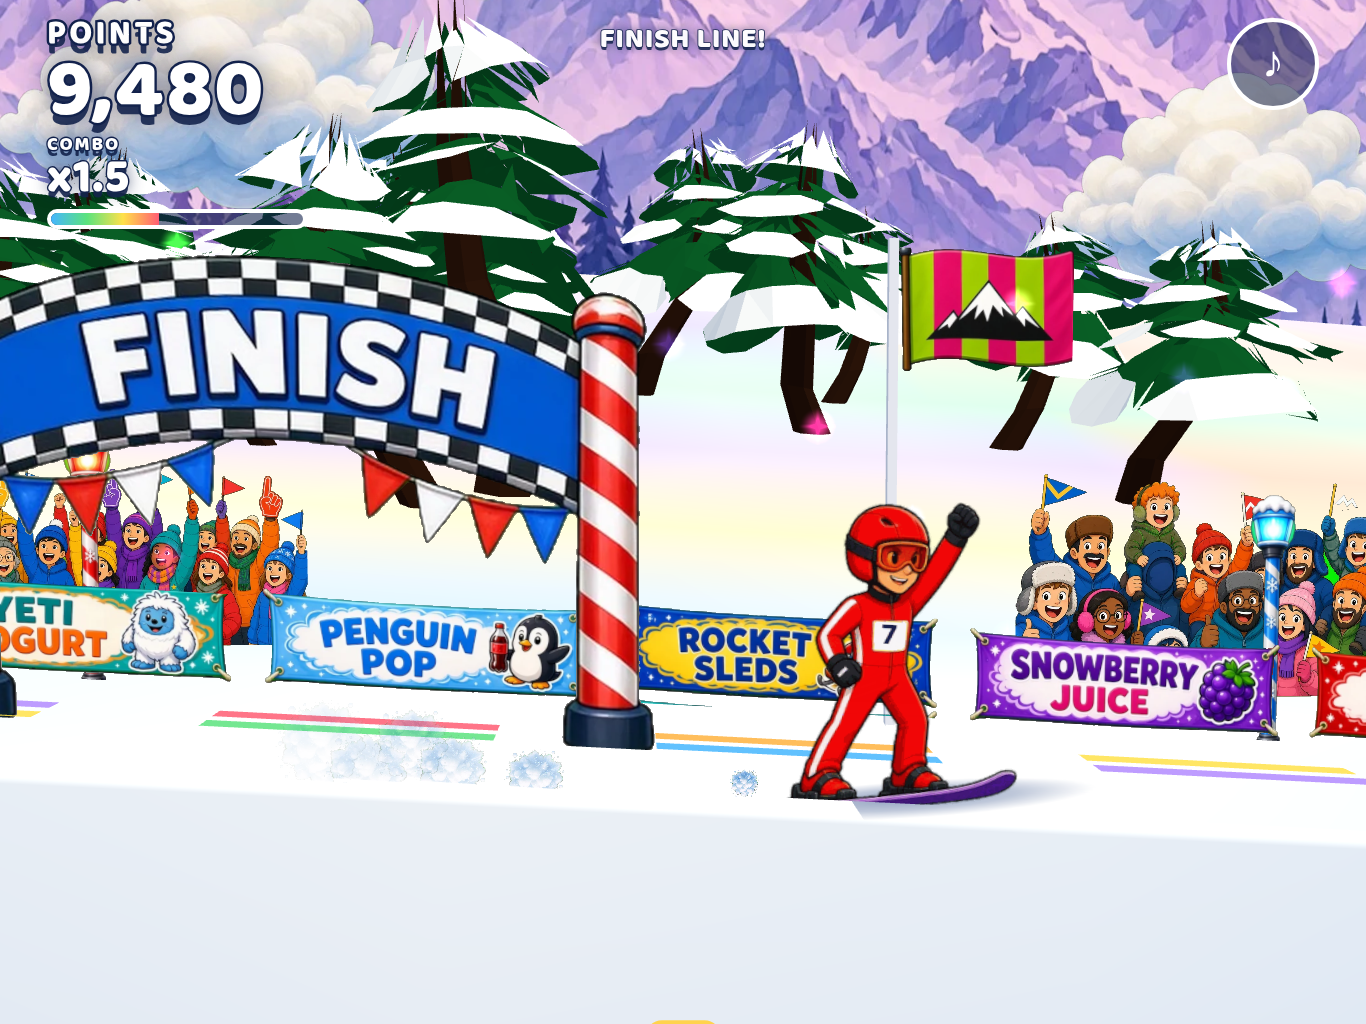 POINTS
9,480
COMBO
x1.5
FINISH LINE!
FINISH
YETI
OGURT
PENGUIN
POP
ROCKET
SLEDS
7
SNOWBERRY
JUICE